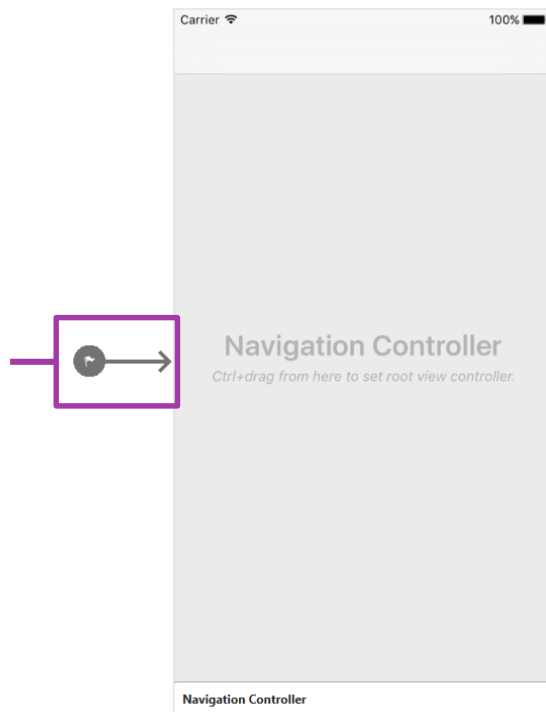 Carrier 100%
Navigation Controller
Ctrl+drag from here to set root view controller.
Navigation Controller